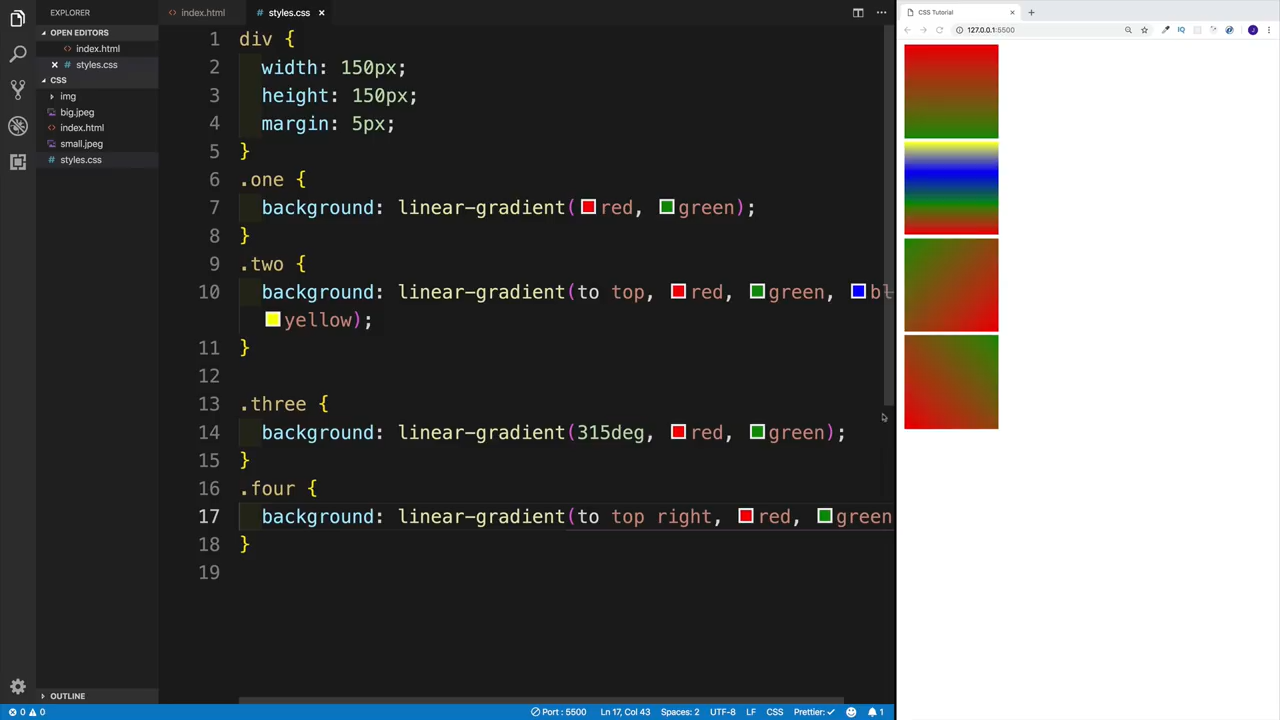 EXPLORER
OPEN EDITORS
index.html
styles.css
CSS
img
big.jpeg
index.html
small.jpeg
styles.css
OUTLINE
index.html
styles.css
1 div {
2 width: 150px;
3 height: 150px;
4 margin: 5px;
5 }
6 .one {
7 background: linear-gradient(red, green);
8 }
9 .two {
10 background: linear-gradient(to top, red, green, bl
yellow);
11 }
12
13 .three {
14 background: linear-gradient(315deg, red, green);
15 }
16 .four {
17 background: linear-gradient(to top right, red, green
18 }
19
0 0
Port : 5500
Ln 17, Col 43
Spaces: 2
UTF-8
LF
CSS
Prettier: ✓
1
CSS Tutorial
127.0.0.1:5500
IQ
J